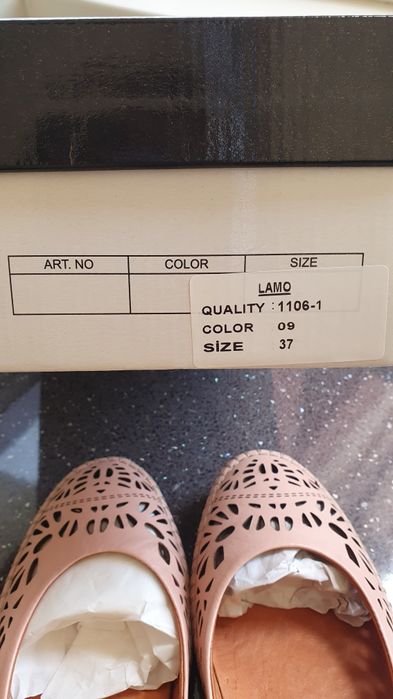 ART. NO COLOR SIZE
LAMO
QUALITY : 1106-1
COLOR 09
SİZE 37